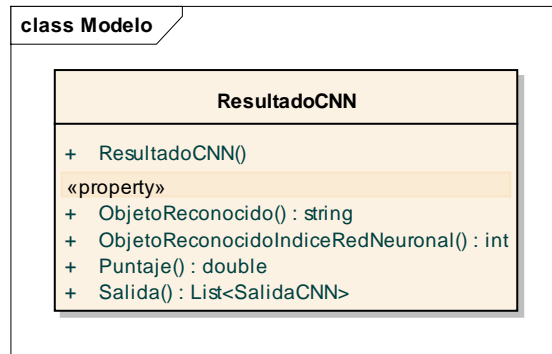 class Modelo
ResultadoCNN
+ ResultadoCNN()
«property»
+ ObjetoReconocido() : string
+ ObjetoReconocidoIndiceRedNeuronal() : int
+ Puntaje() : double
+ Salida() : List<SalidaCNN>